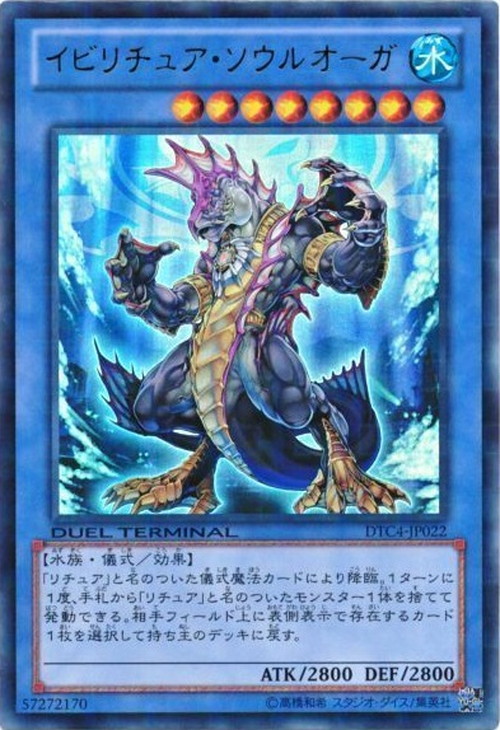 イビリチュア・ソウルオーガ
水
DUEL TERMINAL
DTC4-JP022
【水族・儀式/効果】
「リチュア」と名のついた儀式魔法カードにより降臨。1ターンに
1度、手札から「リチュア」と名のついたモンスター1体を捨てて
発動できる。相手フィールド上に表側表示で存在するカード
1枚を選択して持ち主のデッキに戻す。
ATK/2800 DEF/2800
57272170
©高橋和希 スタジオ・ダイス/集英社